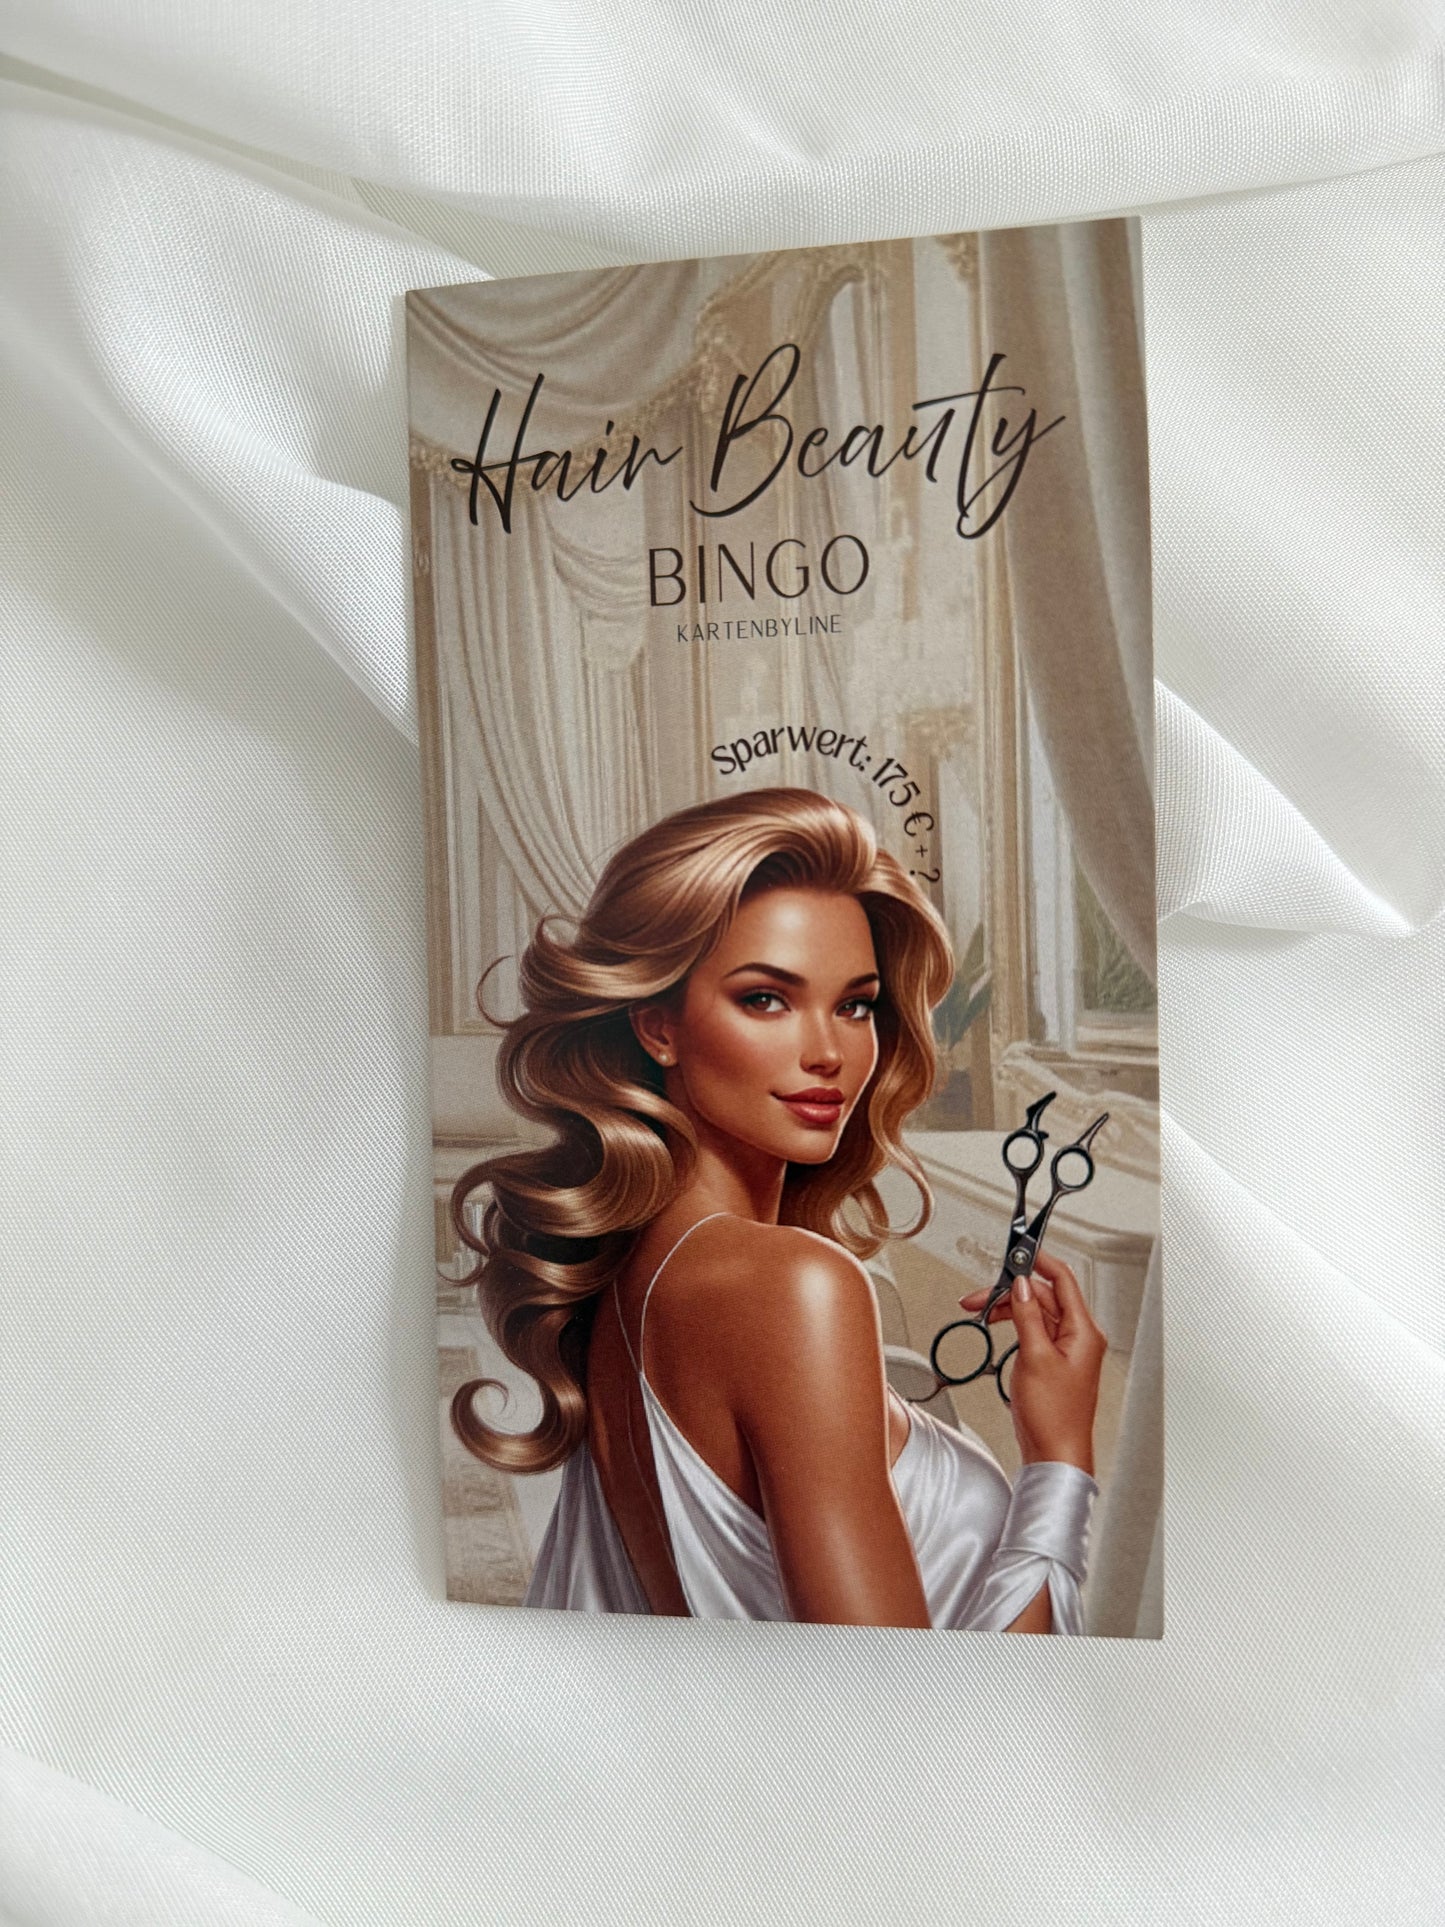 Hair Beauty
BINGO
KARTENBYLINE
Sparwert: 175 € + ?